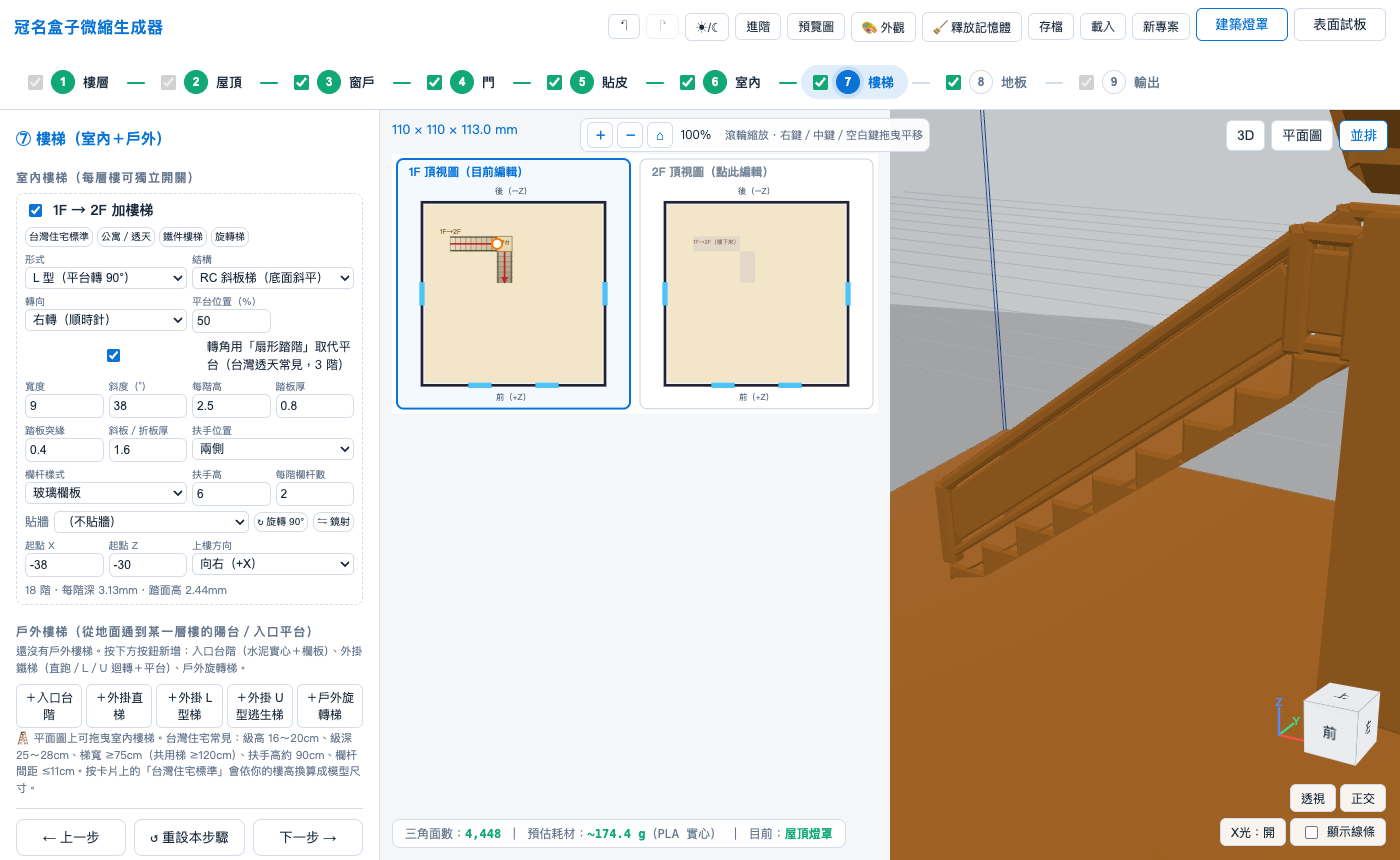 冠名盒子微縮生成器
☀/☾ 進階 預覽圖 🎨 外觀 🧹 釋放記憶體 存檔 載入 新專案 建築燈罩 表面試板
1 樓層 2 屋頂 3 窗戶 4 門 5 貼皮 6 室內 7 樓梯 8 地板 9 輸出
⑦ 樓梯（室內＋戶外）
室內樓梯（每層樓可獨立開關）
1F → 2F 加樓梯
台灣住宅標準 公寓 / 透天 鐵件樓梯 旋轉梯
形式 結構
L 型（平台轉 90°） RC 斜板梯（底面斜平）
轉向 平台位置（%）
右轉（順時針） 50
轉角用「扇形踏階」取代平
台（台灣透天常見，3 階）
寬度 斜度（°） 每階高 踏板厚
9 38 2.5 0.8
踏板突緣 斜板 / 折板厚 扶手位置
0.4 1.6 兩側
欄杆樣式 扶手高 每階欄杆數
玻璃欄板 6 2
貼牆 （不貼牆） ↻ 旋轉 90° ⇋ 鏡射
起點 X 起點 Z 上樓方向
-38 -30 向右（+X）
18 階 · 每階深 3.13mm · 踏面高 2.44mm
戶外樓梯（從地面通到某一層樓的陽台 / 入口平台）
還沒有戶外樓梯。按下方按鈕新增：入口台階（水泥實心＋欄板）、外掛
鐵梯（直跑 / L / U 迴轉＋平台）、戶外旋轉梯。
＋入口台階 ＋外掛直梯 ＋外掛 L 型梯 ＋外掛 U 型逃生梯 ＋戶外旋轉梯
🪜 平面圖上可拖曳室內樓梯。台灣住宅常見：級高 16～20cm、級深
25～28cm、梯寬 ≥75cm（共用梯 ≥120cm）、扶手高約 90cm、欄杆
間距 ≤11cm。按卡片上的「台灣住宅標準」會依你的樓高換算成模型尺
寸。
← 上一步 ↺ 重設本步驟 下一步 →
110 × 110 × 113.0 mm
+ − ⌂ 100% 滾輪縮放・右鍵 / 中鍵 / 空白鍵拖曳平移
1F 頂視圖（目前編輯）
後（−Z）
1F→2F
台
前（+Z）
2F 頂視圖（點此編輯）
後（−Z）
1F→2F（樓下來）
前（+Z）
三角面數：4,448 | 預估耗材：~174.4 g (PLA 實心) | 目前：屋頂燈罩
3D 平面圖 並排
Z
Y
上
前
透視 正交
X光：開 顯示線條